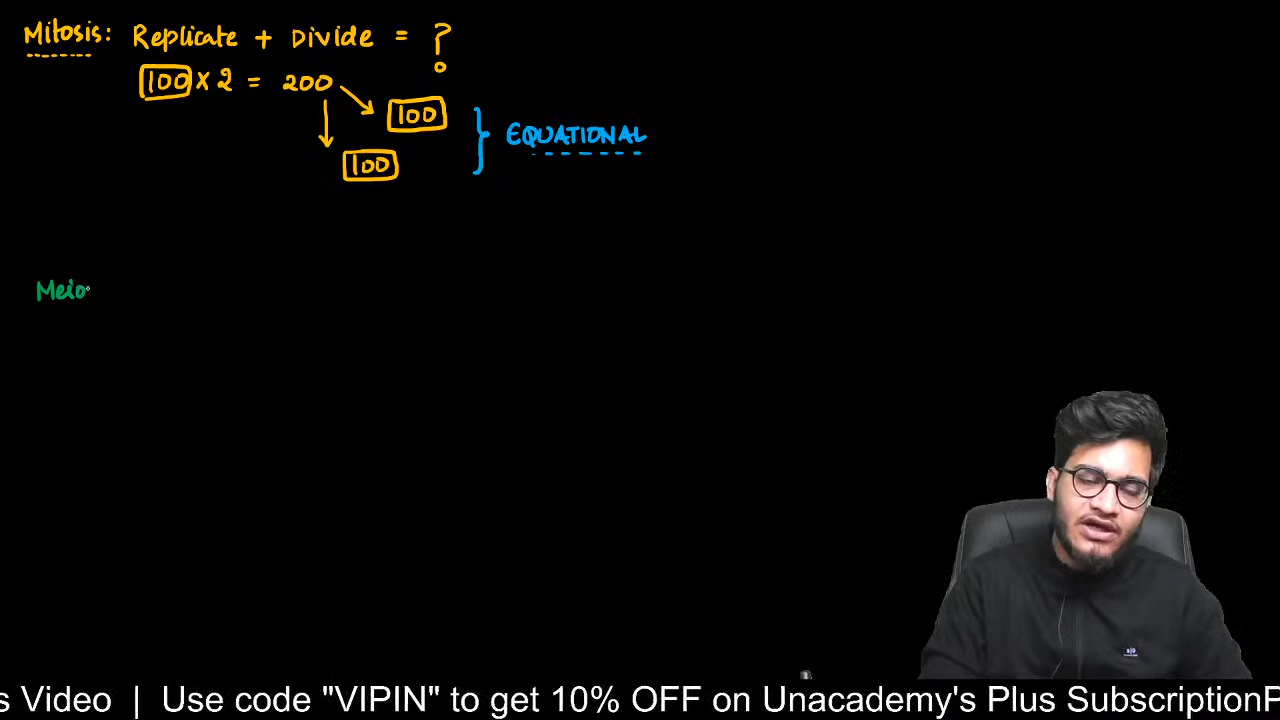 Mitosis: Replicate + Divide = ?
100 × 2 = 200
100
EQUATIONAL
100
Meio
s Video | Use code "VIPIN" to get 10% OFF on Unacademy's Plus SubscriptionP